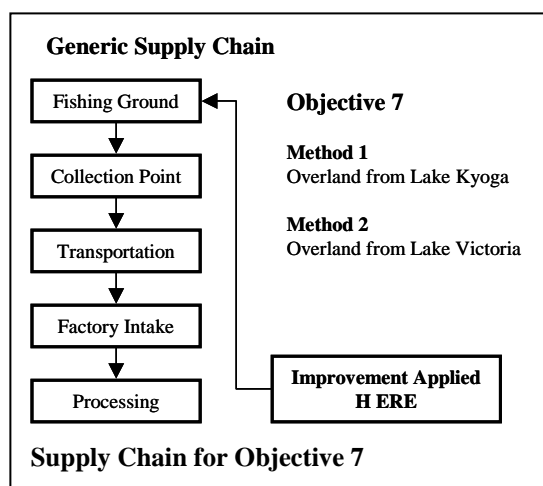 Generic Supply Chain
Fishing Ground
Collection Point
Transportation
Factory Intake
Processing
Objective 7
Method 1
Overland from Lake Kyoga
Method 2
Overland from Lake Victoria
Improvement Applied
H ERE
Supply Chain for Objective 7